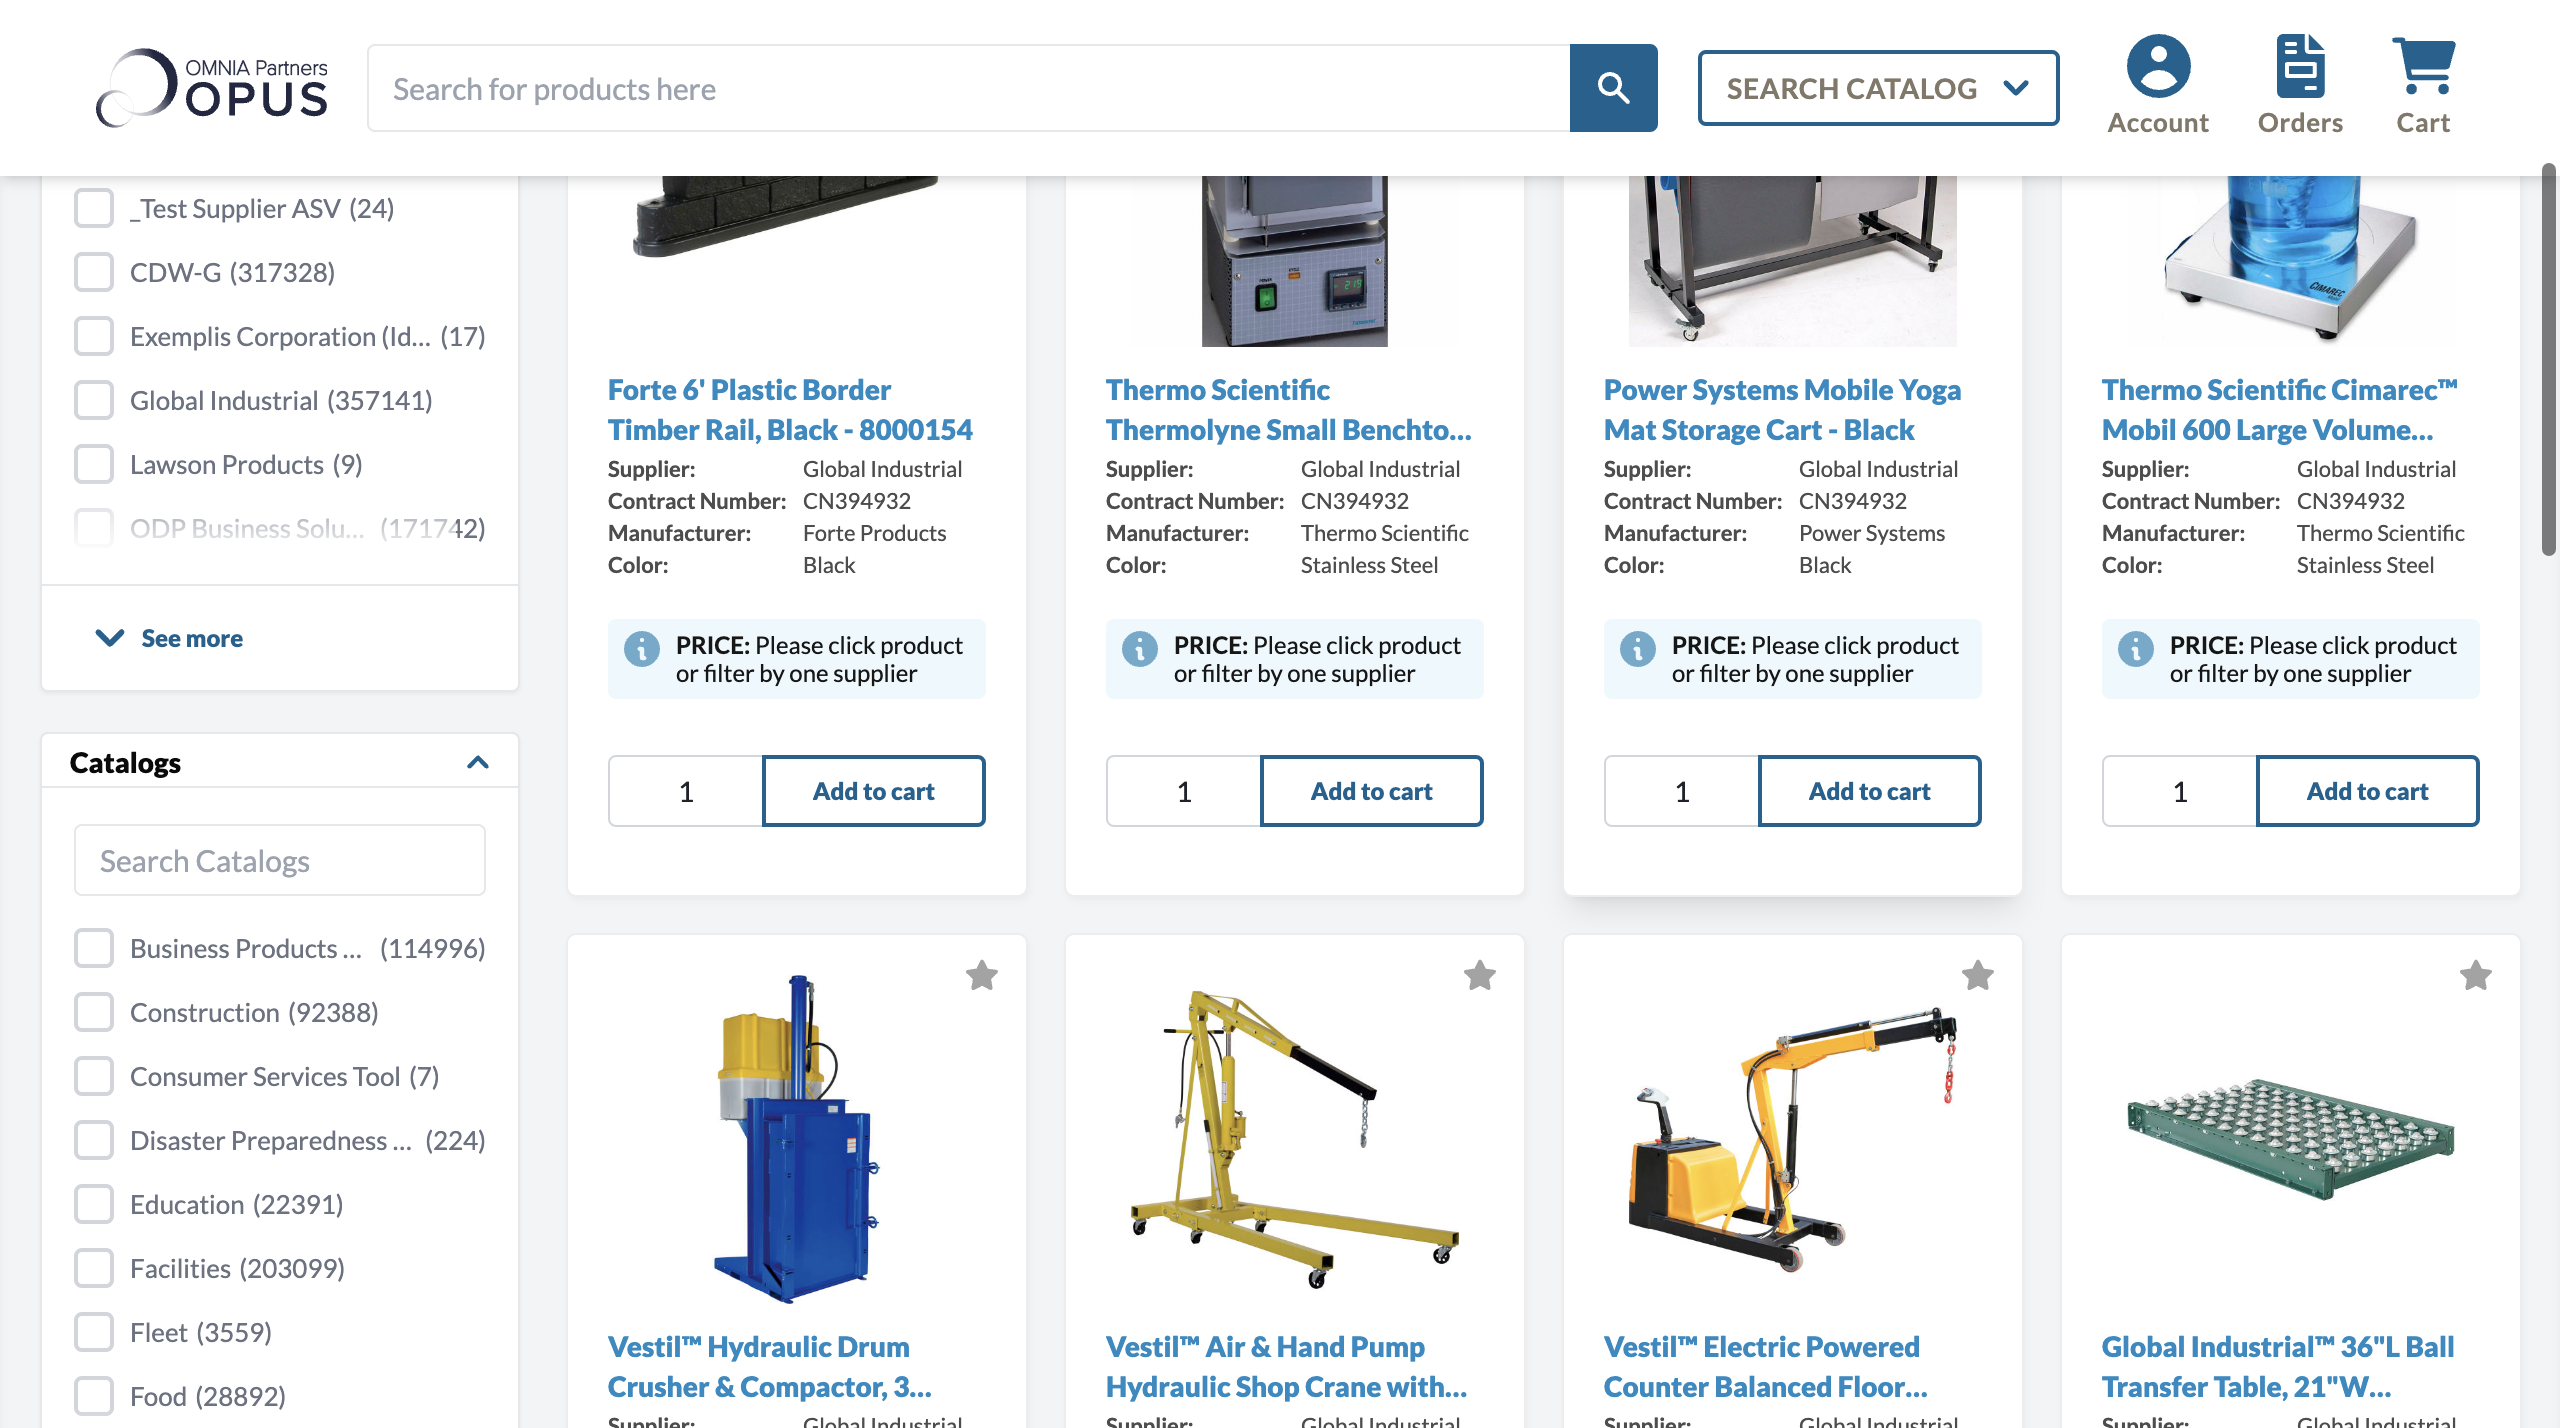 OMNIA Partners
OPUS
Search for products here
SEARCH CATALOG
Account
Orders
Cart
_Test Supplier ASV (24)
CDW-G (317328)
Exemplis Corporation (Id... (17)
Global Industrial (357141)
Lawson Products (9)
ODP Business Solu... (171742)
See more
Catalogs
Search Catalogs
Business Products ... (114996)
Construction (92388)
Consumer Services Tool (7)
Disaster Preparedness ... (224)
Education (22391)
Facilities (203099)
Fleet (3559)
Food (28892)
Forte 6' Plastic Border
Timber Rail, Black - 8000154
Supplier: Global Industrial
Contract Number: CN394932
Manufacturer: Forte Products
Color: Black
PRICE: Please click product
or filter by one supplier
1 Add to cart
Thermo Scientific
Thermolyne Small Benchto...
Supplier: Global Industrial
Contract Number: CN394932
Manufacturer: Thermo Scientific
Color: Stainless Steel
PRICE: Please click product
or filter by one supplier
1 Add to cart
Power Systems Mobile Yoga
Mat Storage Cart - Black
Supplier: Global Industrial
Contract Number: CN394932
Manufacturer: Power Systems
Color: Black
PRICE: Please click product
or filter by one supplier
1 Add to cart
CIMAREC
Thermo Scientific Cimarec™
Mobil 600 Large Volume...
Supplier: Global Industrial
Contract Number: CN394932
Manufacturer: Thermo Scientific
Color: Stainless Steel
PRICE: Please click product
or filter by one supplier
1 Add to cart
Vestil™ Hydraulic Drum
Crusher & Compactor, 3...
Supplier: Global Industrial
Vestil™ Air & Hand Pump
Hydraulic Shop Crane with...
Supplier: Global Industrial
Vestil™ Electric Powered
Counter Balanced Floor...
Supplier: Global Industrial
Global Industrial™ 36"L Ball
Transfer Table, 21"W...
Supplier: Global Industrial